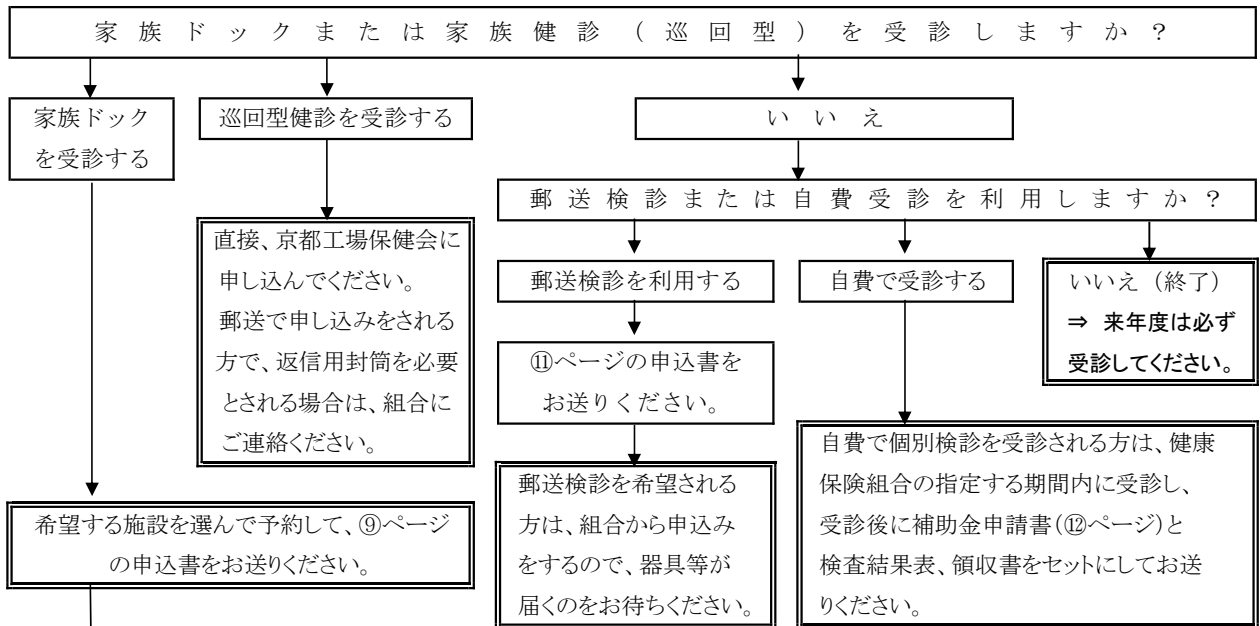 家族ドックまたは家族健診(巡回型)を受診しますか?
家族ドック
を受診する
巡回型健診を受診する
いいえ
郵送検診または自費受診を利用しますか?
直接、京都工場保健会に
申し込んでください。
郵送で申し込みをされる
方で、返信用封筒を必要
とされる場合は、組合に
ご連絡ください。
郵送検診を利用する
自費で受診する
いいえ(終了)
⇒ 来年度は必ず
受診してください。
⑪ページの申込書を
お送りください。
希望する施設を選んで予約して、⑨ページ
の申込書をお送りください。
郵送検診を希望される
方は、組合から申込み
をするので、器具等が
届くのをお待ちください。
自費で個別検診を受診される方は、健康
保険組合の指定する期間内に受診し、
受診後に補助金申請書(⑫ページ)と
検査結果表、領収書をセットにしてお送
りください。